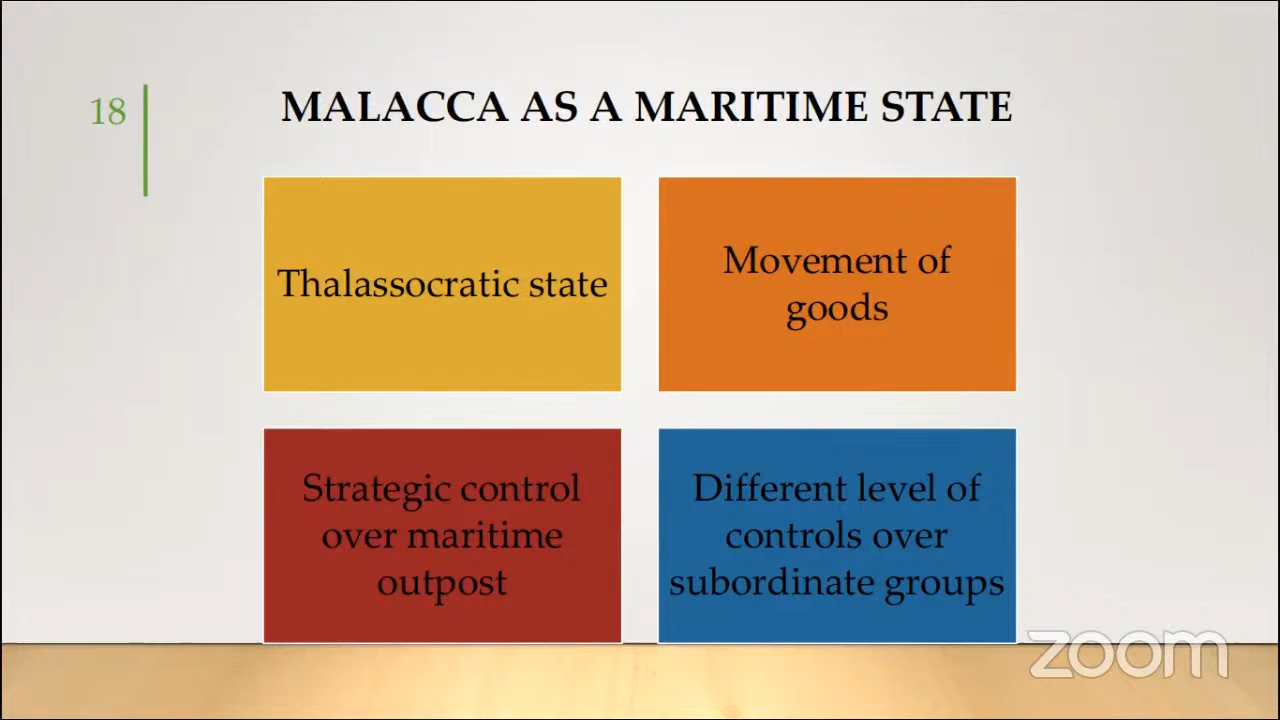 18
MALACCA AS A MARITIME STATE
Thalassocratic state
Movement of
goods
Strategic control
over maritime
outpost
Different level of
controls over
subordinate groups
zoom